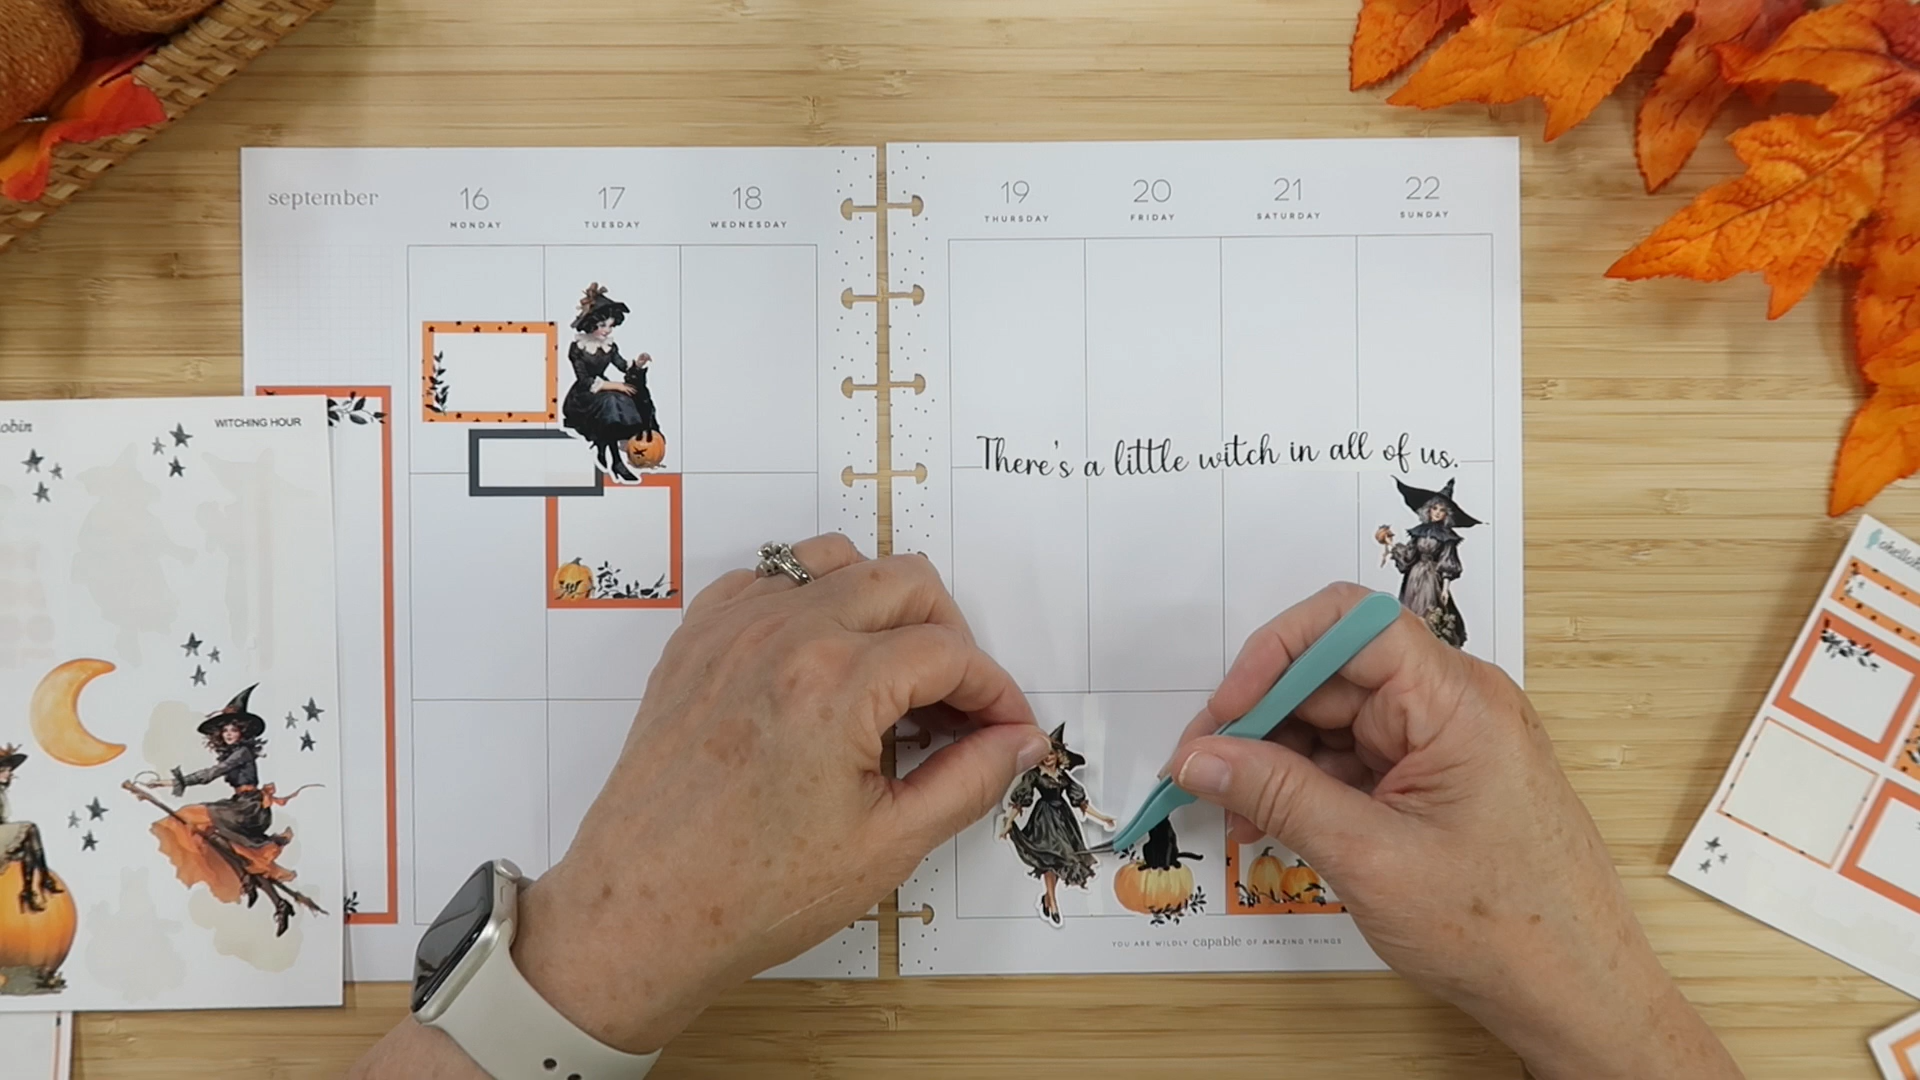 september
16
MONDAY
17
TUESDAY
18
WEDNESDAY
19
THURSDAY
20
FRIDAY
21
SATURDAY
22
SUNDAY
WITCHING HOUR
There's a little witch in all of us.
YOU ARE WILDLY capable OF AMAZING THINGS